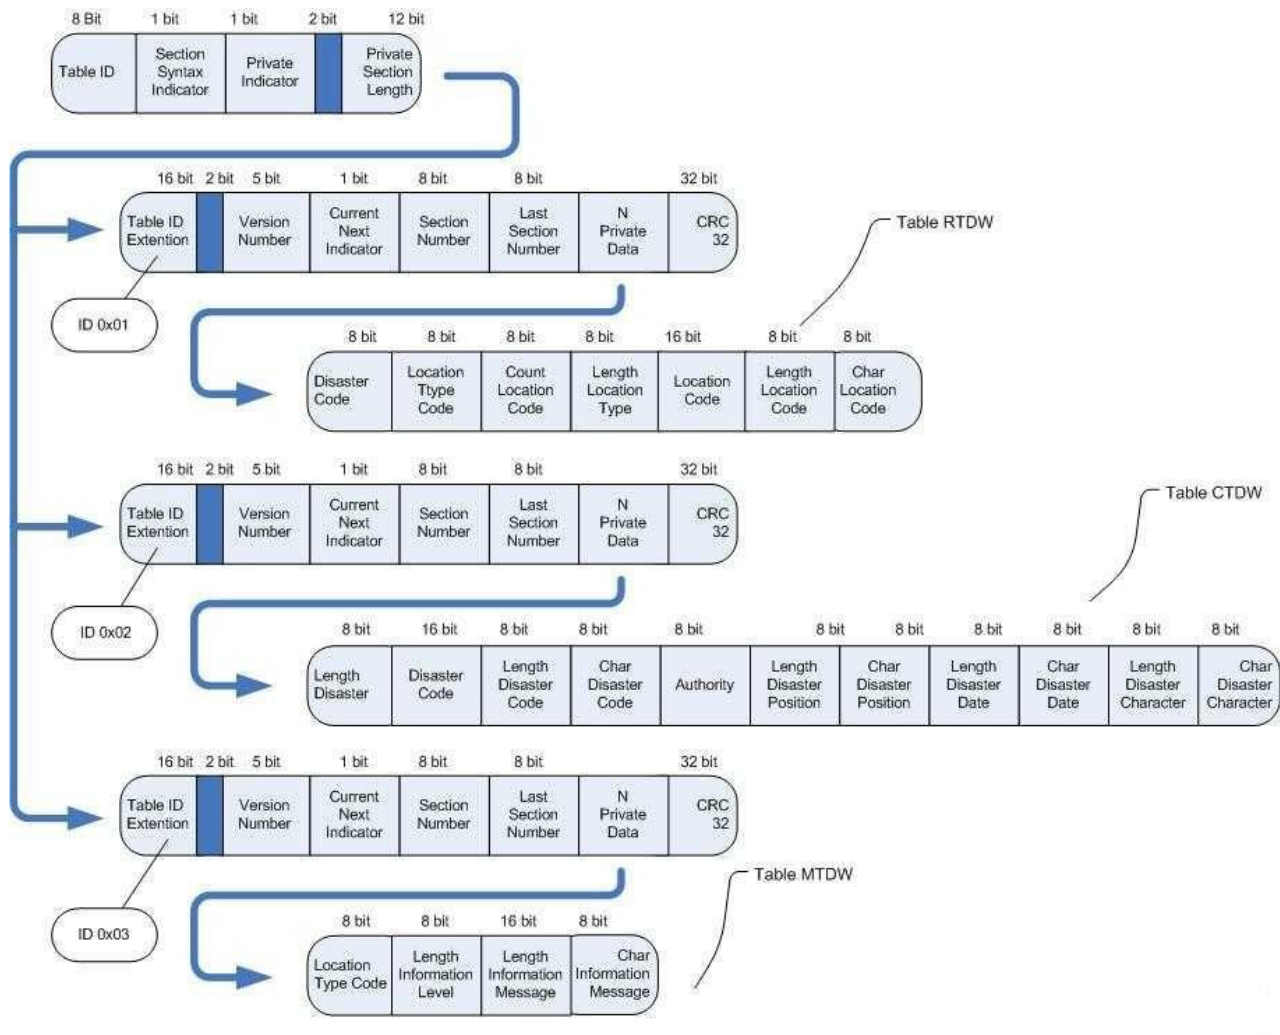 8 Bit 1 bit 1 bit 2 bit 12 bit
Table ID
Section
Syntax
Indicator
Private
Indicator
Private
Section
Length
16 bit 2 bit 5 bit 1 bit 8 bit 8 bit 32 bit
Table ID
Extention
Version
Number
Current
Next
Indicator
Section
Number
Last
Section
Number
N
Private
Data
CRC
32
Table RTDW
ID 0x01
8 bit 8 bit 8 bit 8 bit 16 bit 8 bit 8 bit
Disaster
Code
Location
Ttype
Code
Count
Location
Code
Length
Location
Type
Location
Code
Length
Location
Code
Char
Location
Code
16 bit 2 bit 5 bit 1 bit 8 bit 8 bit 32 bit
Table ID
Extention
Version
Number
Current
Next
Indicator
Section
Number
Last
Section
Number
N
Private
Data
CRC
32
Table CTDW
ID 0x02
8 bit 16 bit 8 bit 8 bit 8 bit 8 bit 8 bit 8 bit 8 bit 8 bit 8 bit
Length
Disaster
Disaster
Code
Length
Disaster
Code
Char
Disaster
Code
Authority
Length
Disaster
Position
Char
Disaster
Position
Length
Disaster
Date
Char
Disaster
Date
Length
Disaster
Character
Char
Disaster
Character
16 bit 2 bit 5 bit 1 bit 8 bit 8 bit 32 bit
Table ID
Extention
Version
Number
Current
Next
Indicator
Section
Number
Last
Section
Number
N
Private
Data
CRC
32
Table MTDW
ID 0x03
8 bit 8 bit 16 bit 8 bit
Location
Type Code
Length
Information
Level
Length
Information
Message
Char
Information
Message